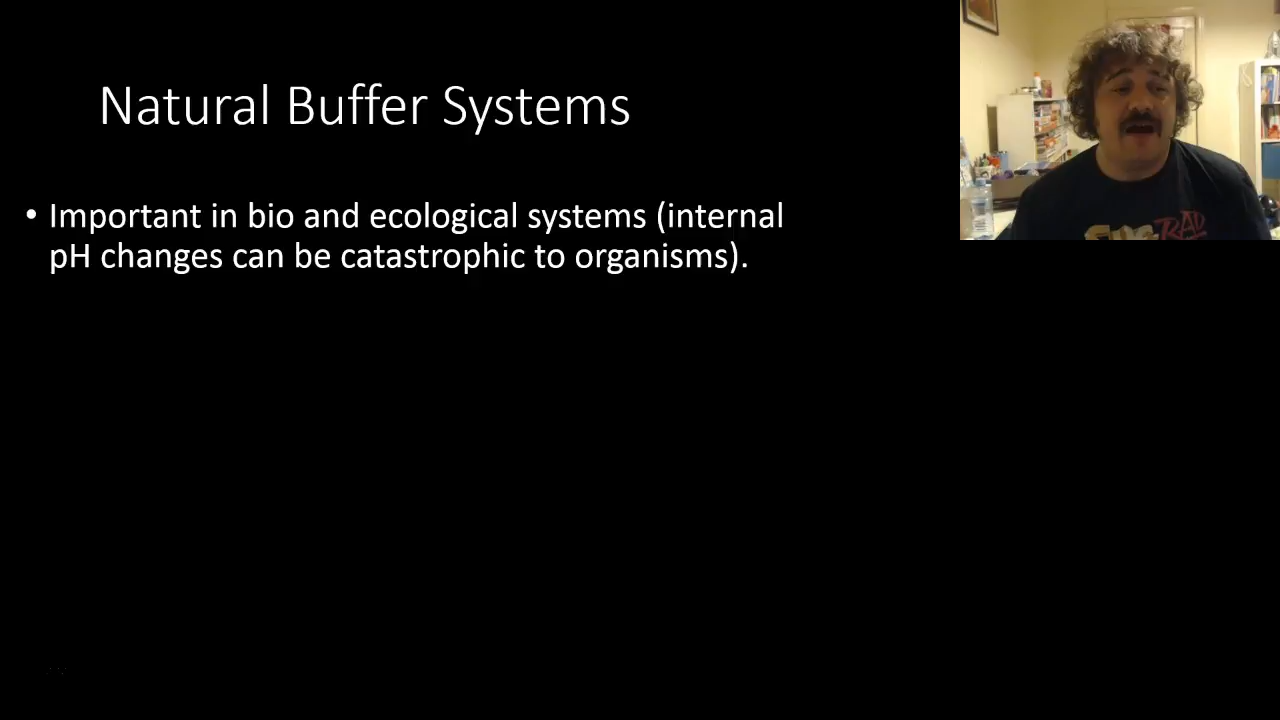 Natural Buffer Systems
• Important in bio and ecological systems (internal
pH changes can be catastrophic to organisms).